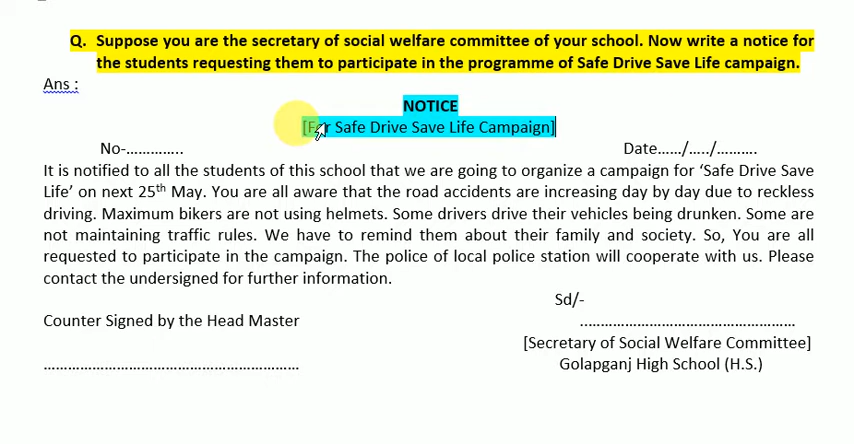 Q. Suppose you are the secretary of social welfare committee of your school. Now write a notice for
the students requesting them to participate in the programme of Safe Drive Save Life campaign.
Ans :
NOTICE
[For Safe Drive Save Life Campaign]
No-………….. Date……/…../……….
It is notified to all the students of this school that we are going to organize a campaign for ‘Safe Drive Save
Life’ on next 25th May. You are all aware that the road accidents are increasing day by day due to reckless
driving. Maximum bikers are not using helmets. Some drivers drive their vehicles being drunken. Some are
not maintaining traffic rules. We have to remind them about their family and society. So, You are all
requested to participate in the campaign. The police of local police station will cooperate with us. Please
contact the undersigned for further information.
Sd/-
Counter Signed by the Head Master ………………………………………………
[Secretary of Social Welfare Committee]
……………………………………………………… Golapganj High School (H.S.)